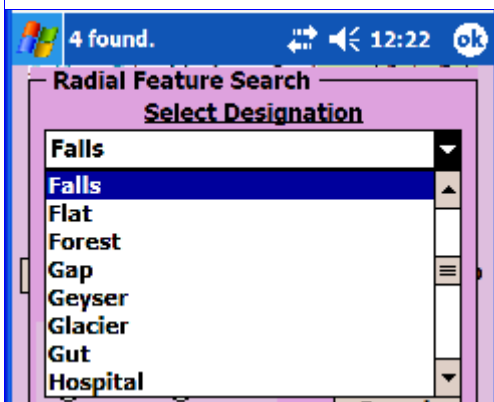 4 found. 12:22 ok
Radial Feature Search
Select Designation
Falls
Falls
Flat
Forest
Gap
Geyser
Glacier
Gut
Hospital